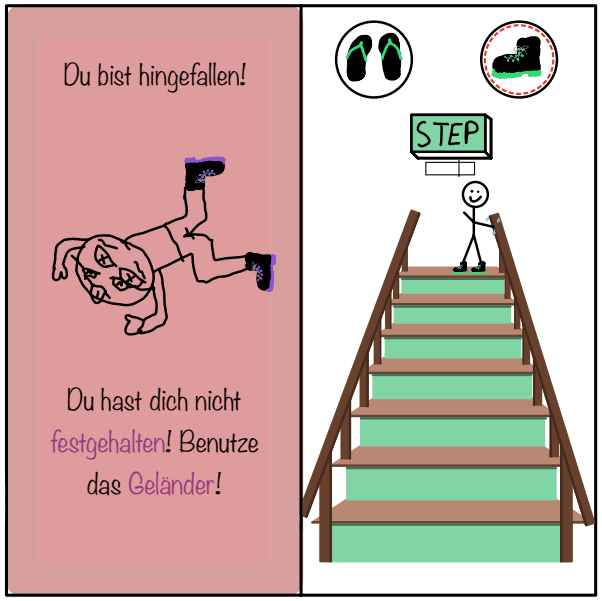 Du bist hingefallen!
Du hast dich nicht
festgehalten! Benutze
das Geländer!
STEP